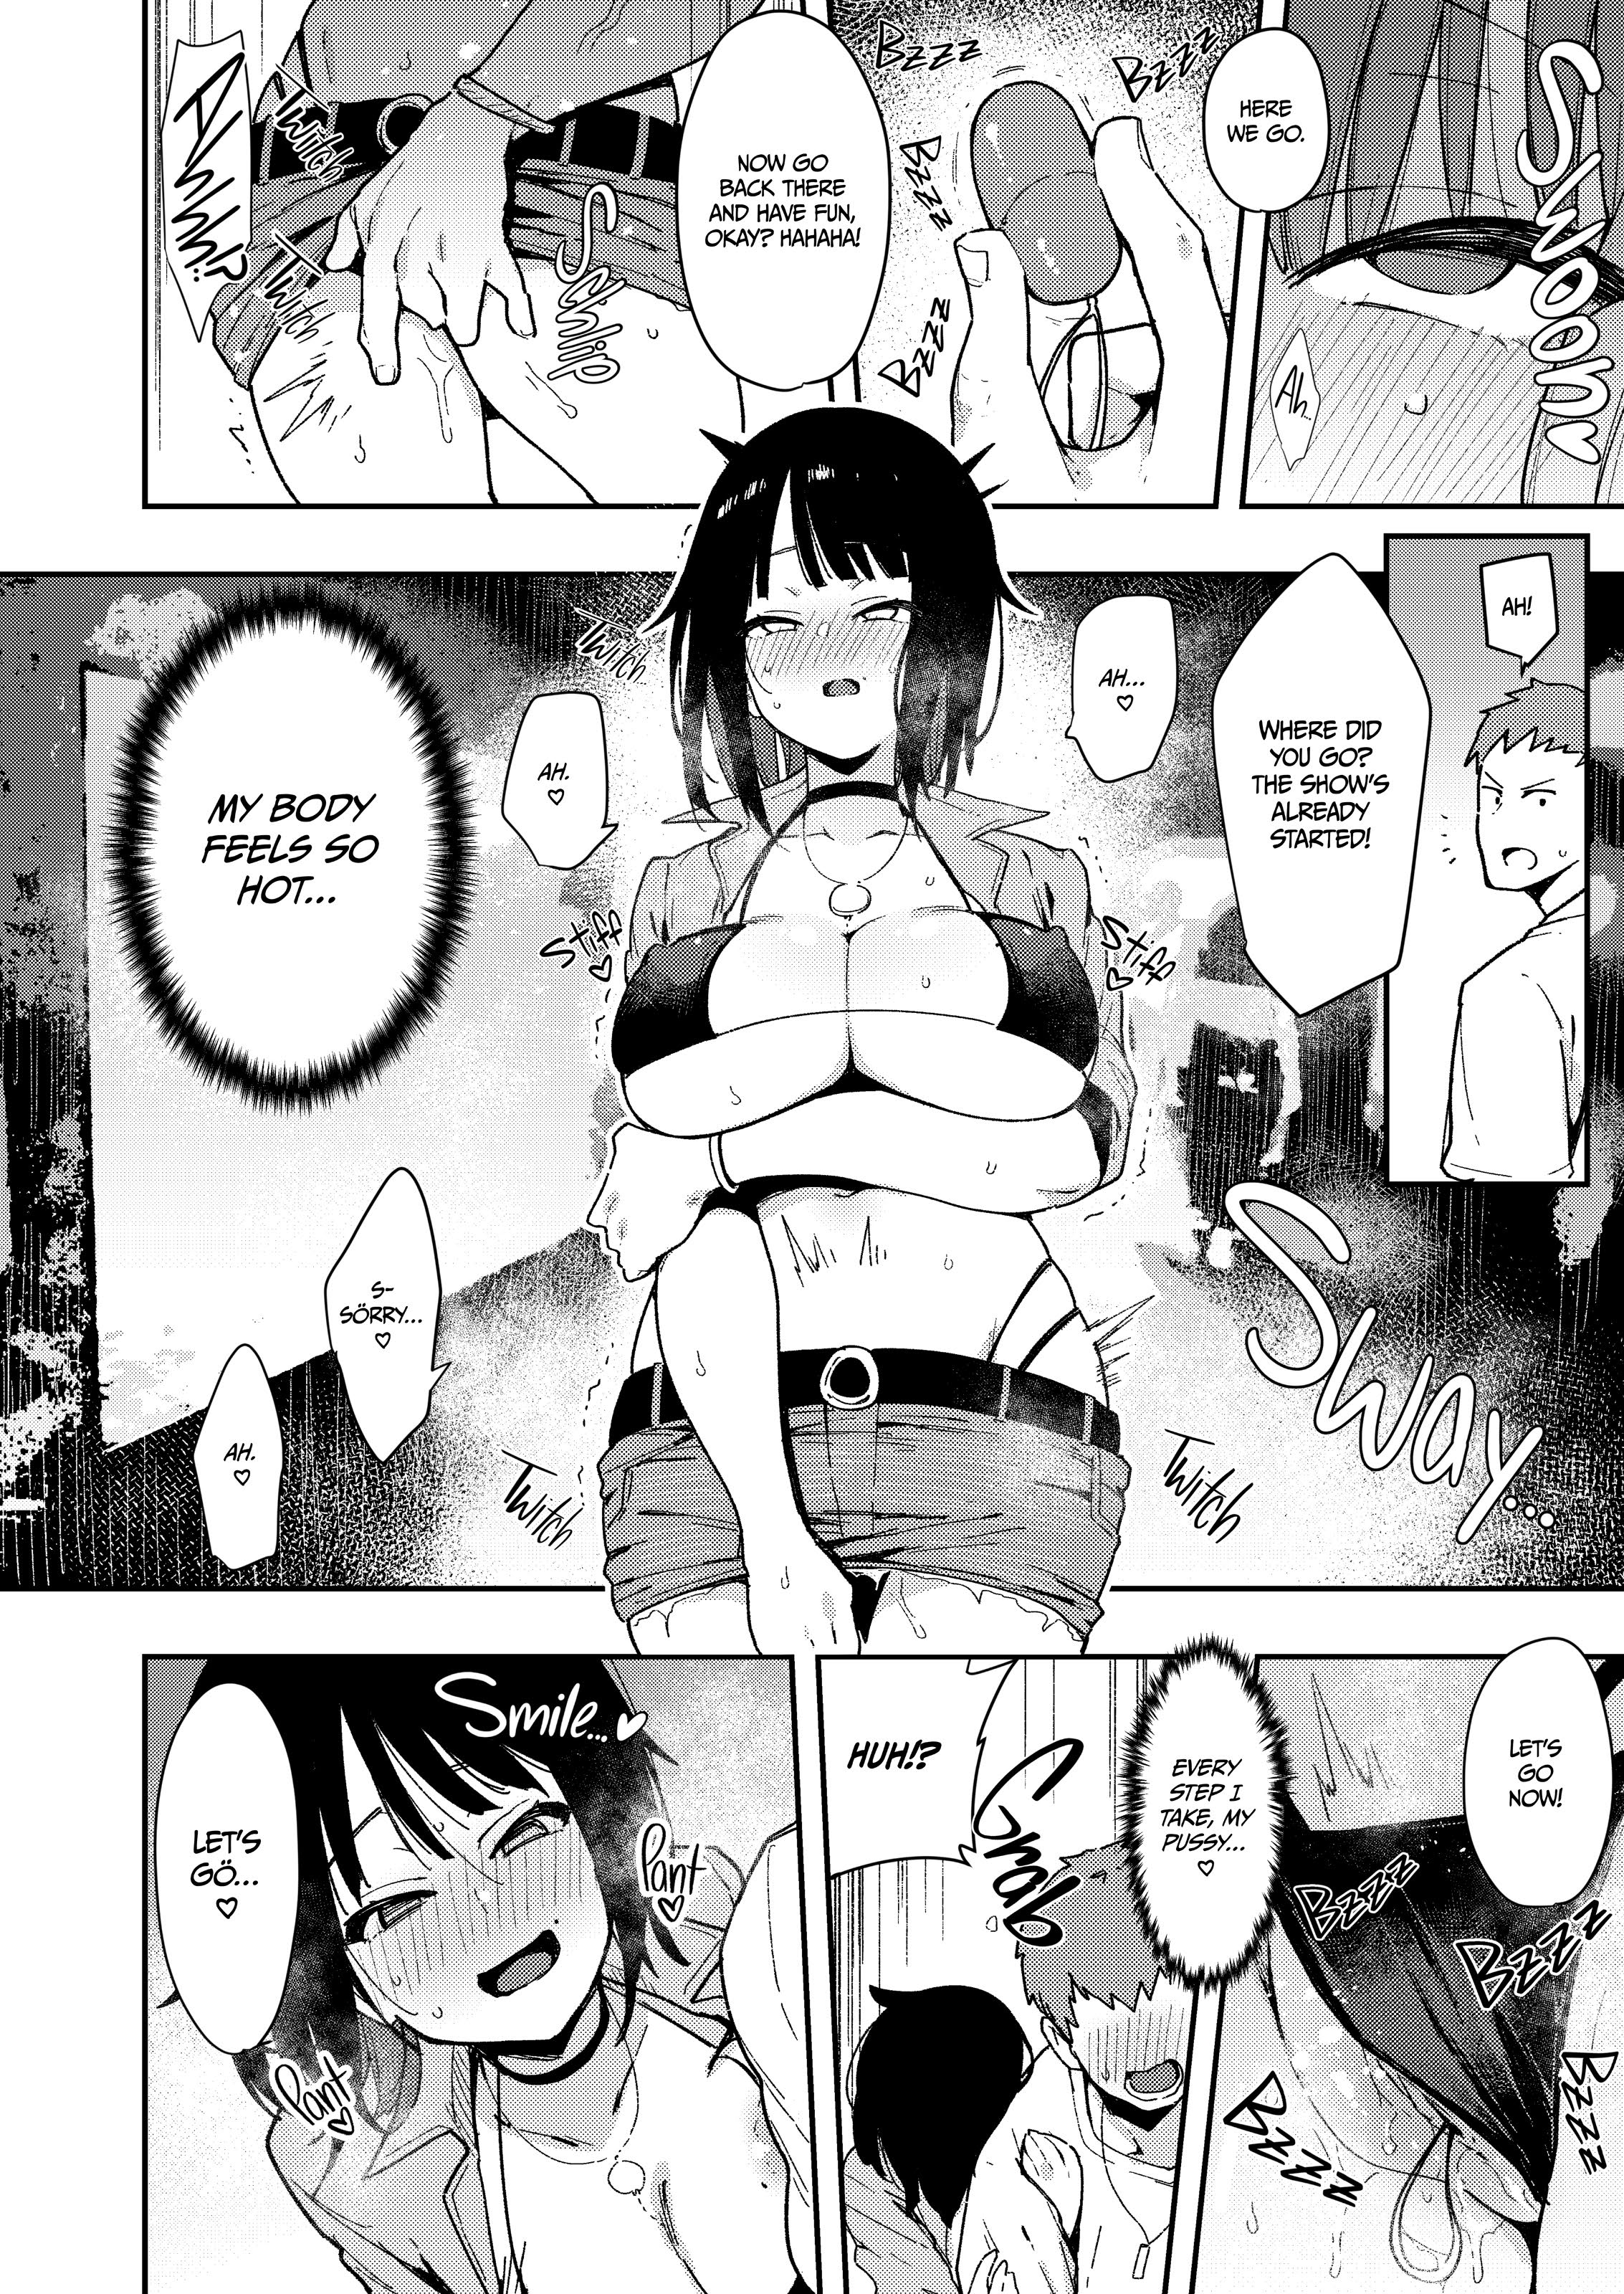 HERE
WE GO.
Swoon~
Ah...
Bzzz
Bzzz
Bzzz
Bzzz
NOW GO
BACK THERE
AND HAVE FUN,
OKAY? HAHAHA!
Schlip
Twitch
Twitch
Ahhh!?
AH!
WHERE DID
YOU GO?
THE SHOW'S
ALREADY
STARTED!
AH...
♡
Twitch
AH.
♡
Stiff
♡
Stiff
♡
MY BODY
FEELS SO
HOT...
Sway...
Twitch
Twitch
S-
SÖRRY...
♡
AH.
♡
LET'S
GO
NOW!
Bzzz
Bzzz
Bzzz
Bzzz
EVERY
STEP I
TAKE, MY
PUSSY...
♡
Grab
HUH!?
Smile...♥
Pant
♥
LET'S
GÖ...
♡
Pant
♥